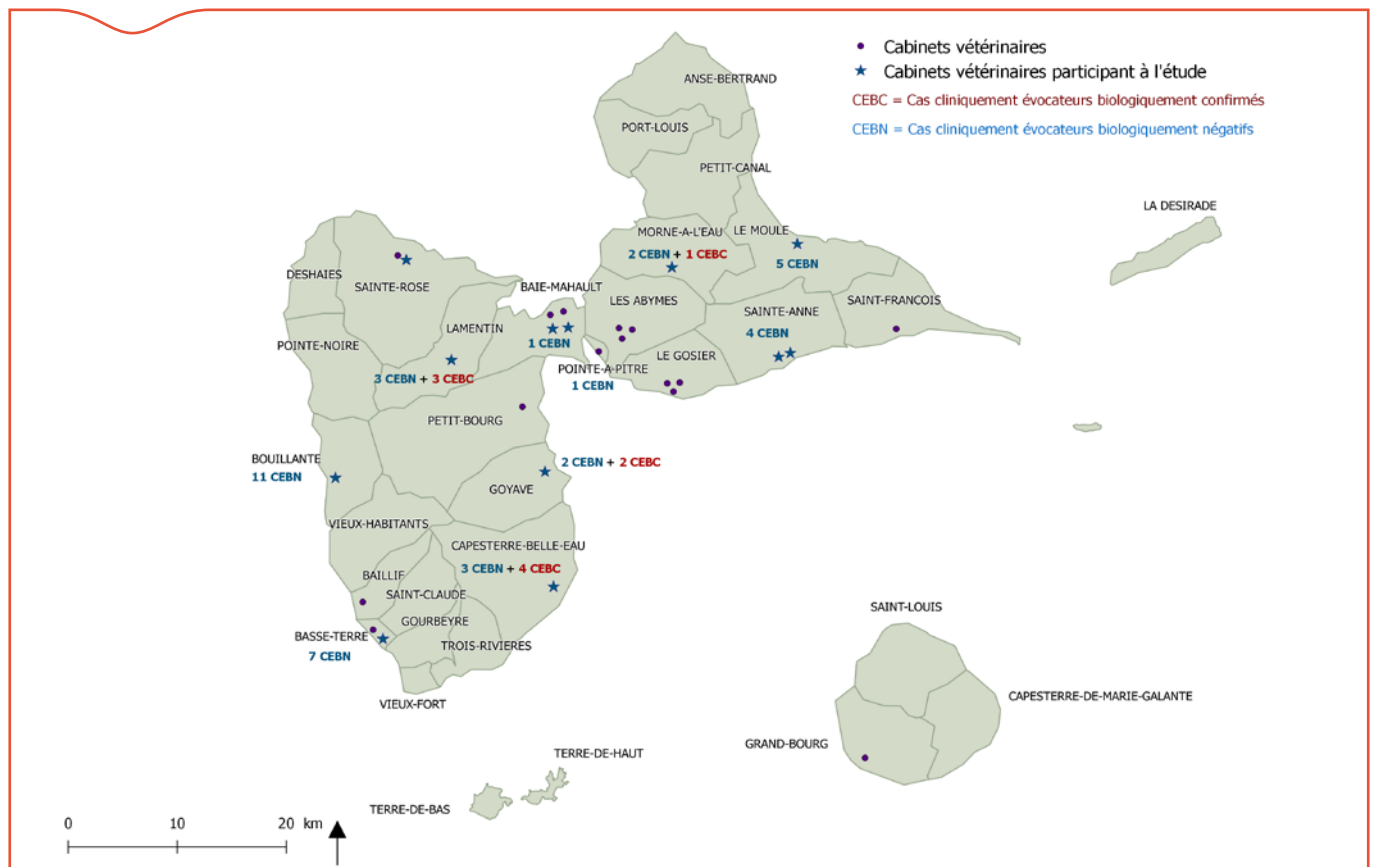 Cabinets vétérinaires
Cabinets vétérinaires participant à l'étude
CEBC = Cas cliniquement évocateurs biologiquement confirmés
CEBN = Cas cliniquement évocateurs biologiquement négatifs
ANSE-BERTRAND
PORT-LOUIS
PETIT-CANAL
LA DESIRADE
MORNE-A-L'EAU
2 CEBN + 1 CEBC
LE MOULE
5 CEBN
DESHAIES
SAINTE-ROSE
BAIE-MAHAULT
1 CEBN
LES ABYMES
SAINTE-ANNE
4 CEBN
SAINT-FRANCOIS
LAMENTIN
3 CEBN + 3 CEBC
POINTE-NOIRE
POINTE-A-PITRE
1 CEBN
LE GOSIER
PETIT-BOURG
BOUILLANTE
11 CEBN
2 CEBN + 2 CEBC
GOYAVE
VIEUX-HABITANTS
CAPESTERRE-BELLE-EAU
3 CEBN + 4 CEBC
BAILLIF
SAINT-CLAUDE
GOURBEYRE
BASSE-TERRE
7 CEBN
TROIS-RIVIERES
VIEUX-FORT
SAINT-LOUIS
CAPESTERRE-DE-MARIE-GALANTE
GRAND-BOURG
TERRE-DE-HAUT
TERRE-DE-BAS
0 10 20 km